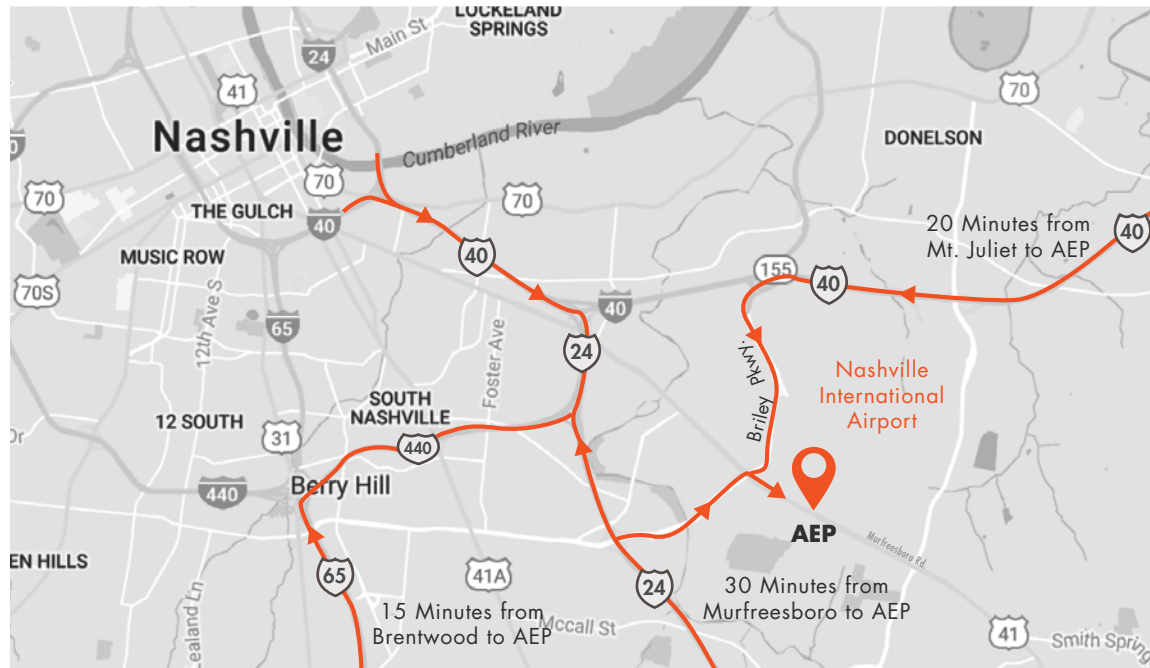 LOCKELAND
SPRINGS
Main St
24
41
70
Nashville
Cumberland River
DONELSON
70
70
70
THE GULCH
40
20 Minutes from
Mt. Juliet to AEP
40
MUSIC ROW
40
155
40
70S
12th Ave S
65
40
24
Foster Ave
Briley Pkwy.
Nashville
International
Airport
SOUTH
NASHVILLE
12 SOUTH
31
440
Dr
440
Berry Hill
AEP
Murfreesboro Rd.
EN HILLS
65
41A
24
30 Minutes from
Murfreesboro to AEP
15 Minutes from
Brentwood to AEP
Mccall St
41
Smith Spring
Lealand Ln